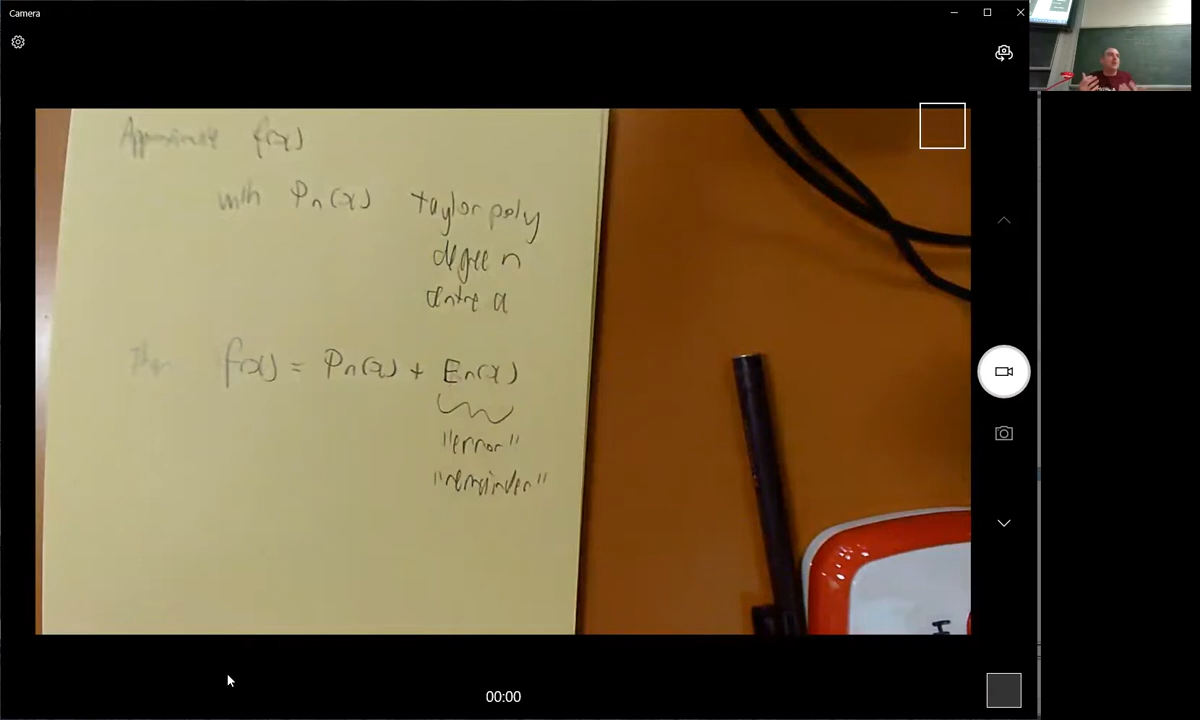 Camera
Approximate f(x)
with Pn(x) taylor poly
degree n
centre a
Then f(x) = Pn(x) + En(x)
"error"
"remainder"
H
00:00